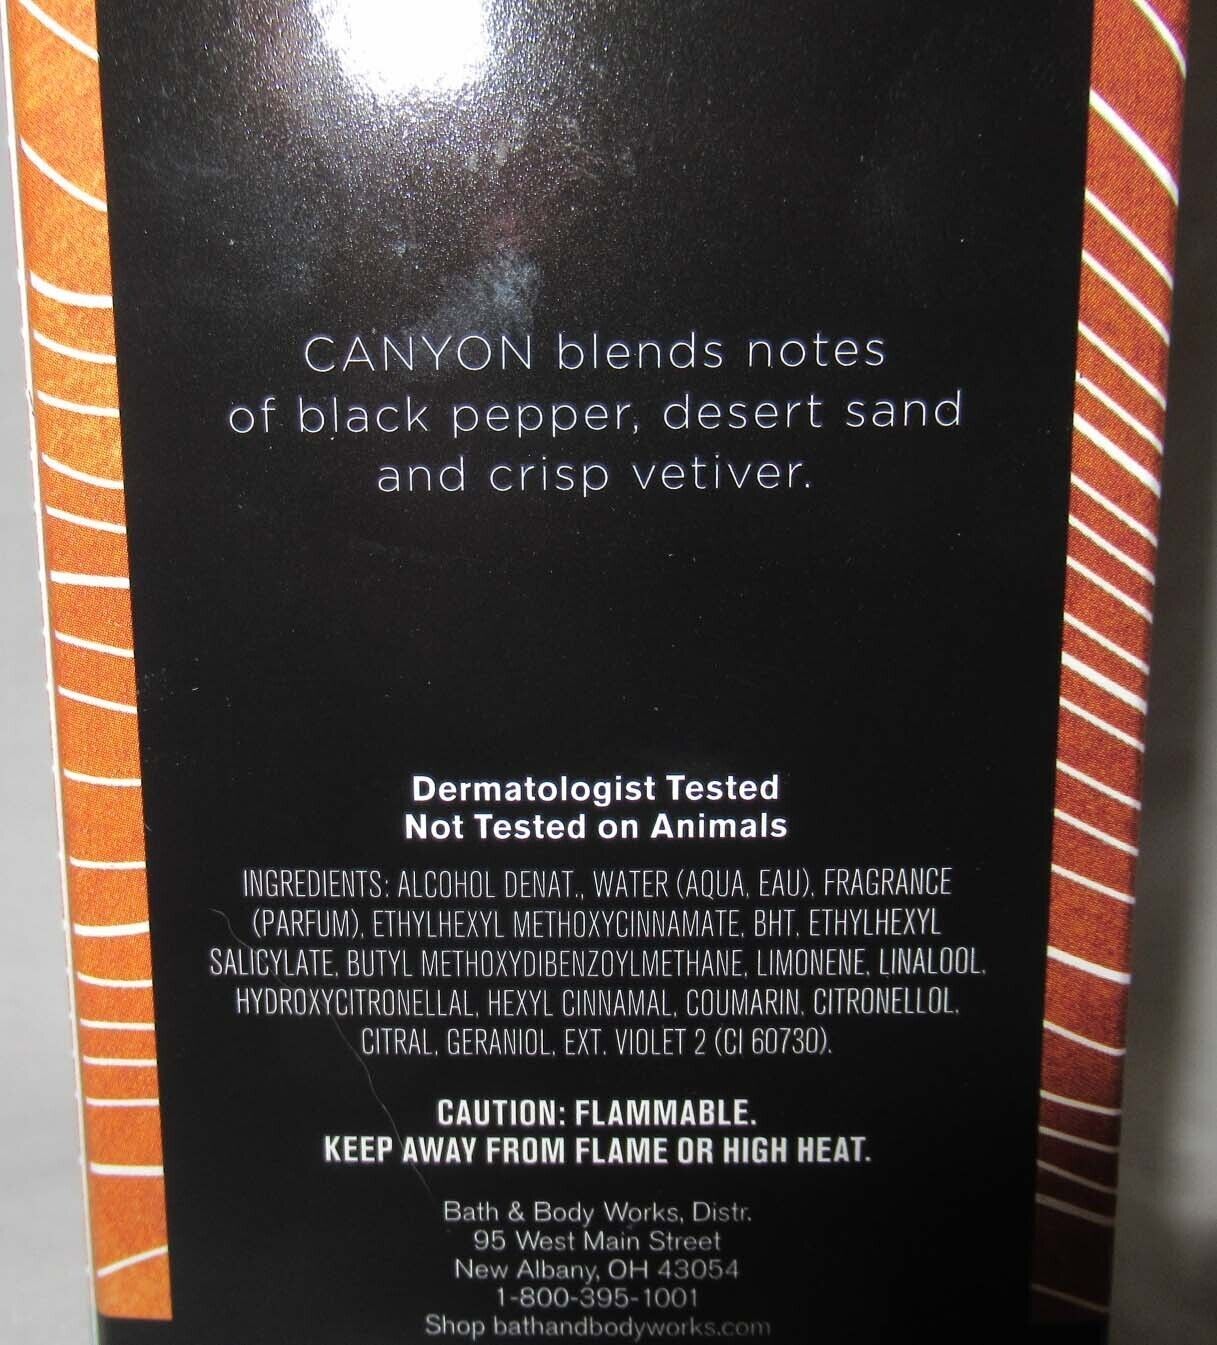 CANYON blends notes
of black pepper, desert sand
and crisp vetiver.
Dermatologist Tested
Not Tested on Animals
INGREDIENTS: ALCOHOL DENAT., WATER (AQUA, EAU), FRAGRANCE
(PARFUM), ETHYLHEXYL METHOXYCINNAMATE, BHT, ETHYLHEXYL
SALICYLATE, BUTYL METHOXYDIBENZOYLMETHANE, LIMONENE, LINALOOL,
HYDROXYCITRONELLAL, HEXYL CINNAMAL, COUMARIN, CITRONELLOL,
CITRAL, GERANIOL, EXT. VIOLET 2 (CI 60730).
CAUTION: FLAMMABLE.
KEEP AWAY FROM FLAME OR HIGH HEAT.
Bath & Body Works, Distr.
95 West Main Street
New Albany, OH 43054
1-800-395-1001
Shop bathandbodyworks.com